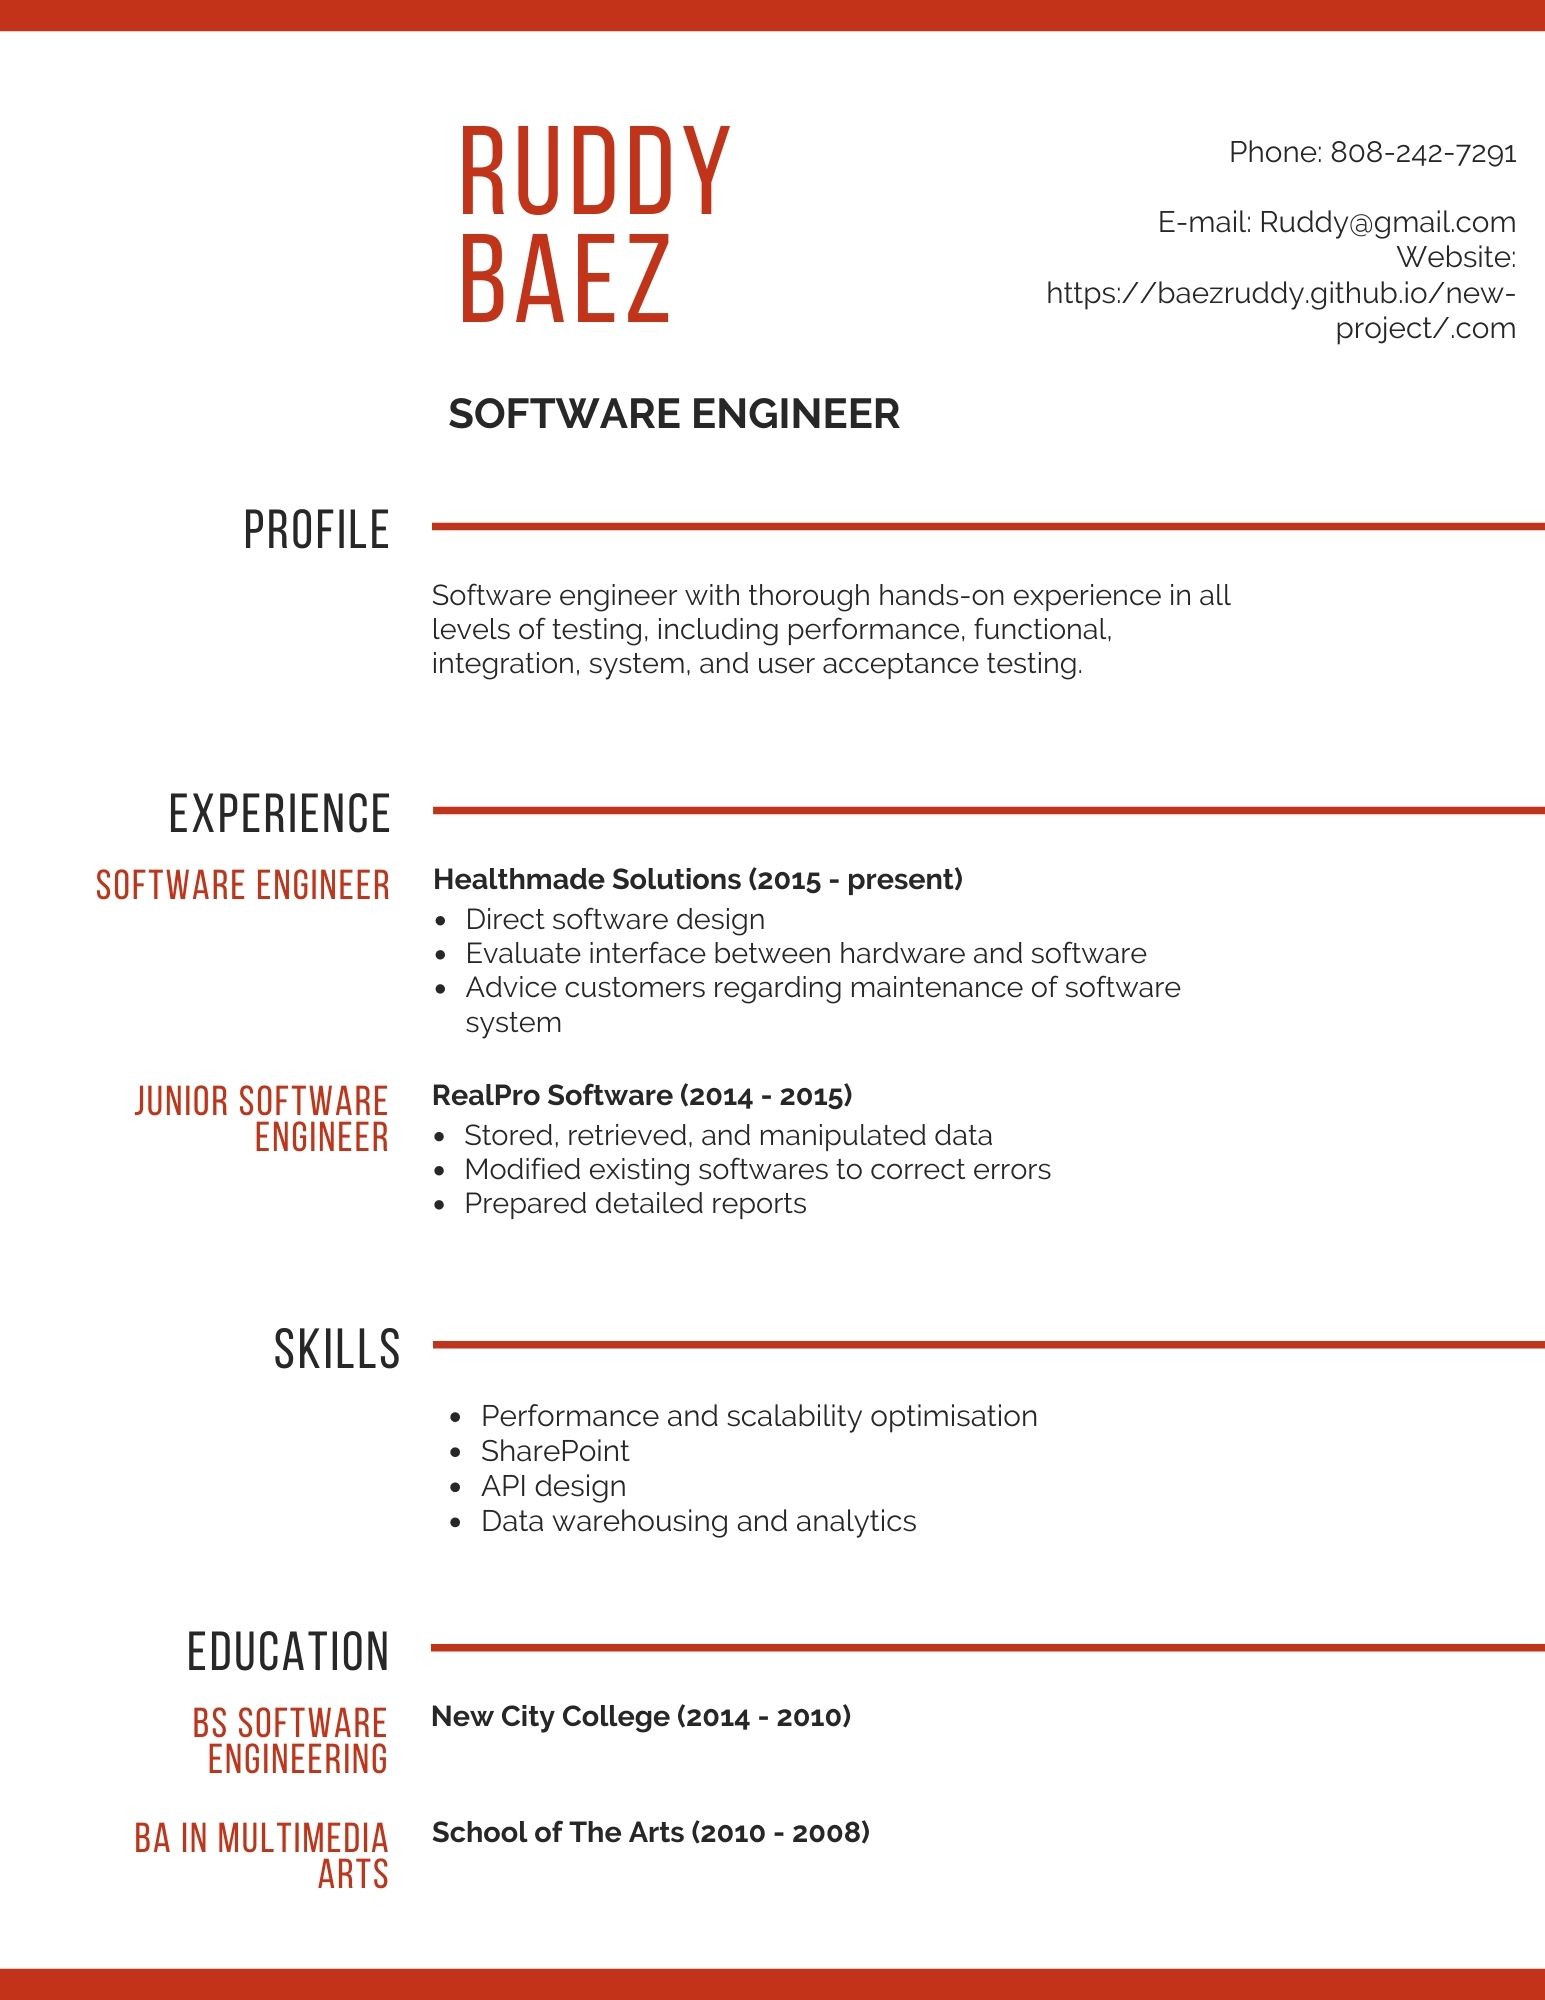 RUDDY
BAEZ
Phone: 808-242-7291
E-mail: Ruddy@gmail.com
Website:
https://baezruddy.github.io/new-
project/.com
SOFTWARE ENGINEER
PROFILE
Software engineer with thorough hands-on experience in all
levels of testing, including performance, functional,
integration, system, and user acceptance testing.
EXPERIENCE
SOFTWARE ENGINEER
Healthmade Solutions (2015 - present)
• Direct software design
• Evaluate interface between hardware and software
• Advice customers regarding maintenance of software
system
JUNIOR SOFTWARE
ENGINEER
RealPro Software (2014 - 2015)
• Stored, retrieved, and manipulated data
• Modified existing softwares to correct errors
• Prepared detailed reports
SKILLS
• Performance and scalability optimisation
• SharePoint
• API design
• Data warehousing and analytics
EDUCATION
BS SOFTWARE
ENGINEERING
New City College (2014 - 2010)
BA IN MULTIMEDIA
ARTS
School of The Arts (2010 - 2008)